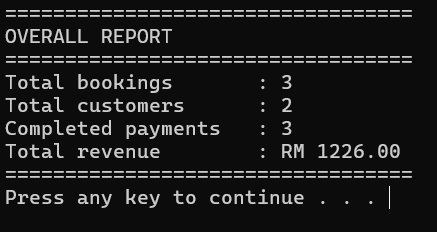 ==================================
OVERALL REPORT
==================================
Total bookings       : 3
Total customers      : 2
Completed payments   : 3
Total revenue        : RM 1226.00
==================================
Press any key to continue . . .